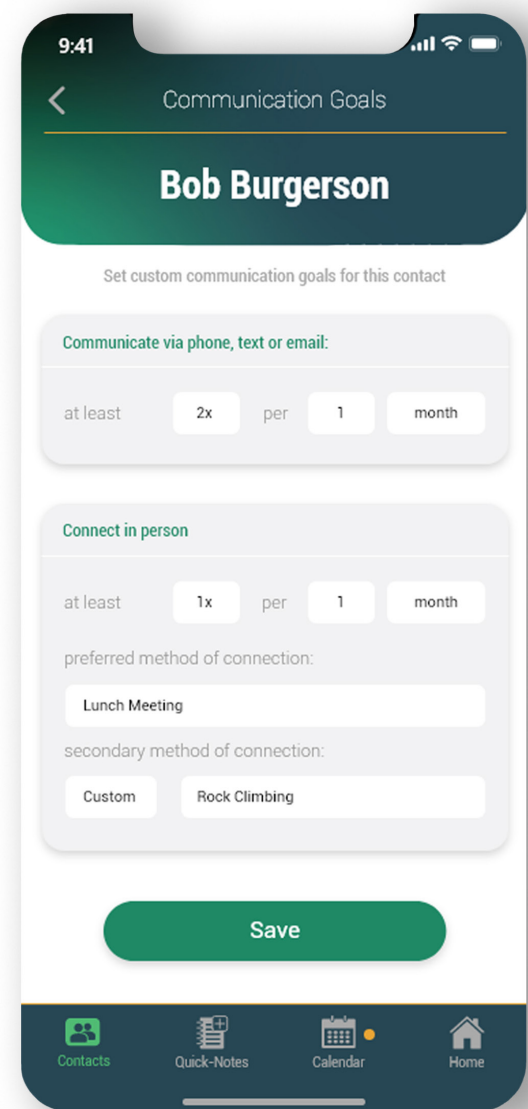 9:41
Communication Goals
Bob Burgerson
Set custom communication goals for this contact
Communicate via phone, text or email:
at least 2x per 1 month
Connect in person
at least 1x per 1 month
preferred method of connection:
Lunch Meeting
secondary method of connection:
Custom Rock Climbing
Save
Contacts Quick-Notes Calendar Home